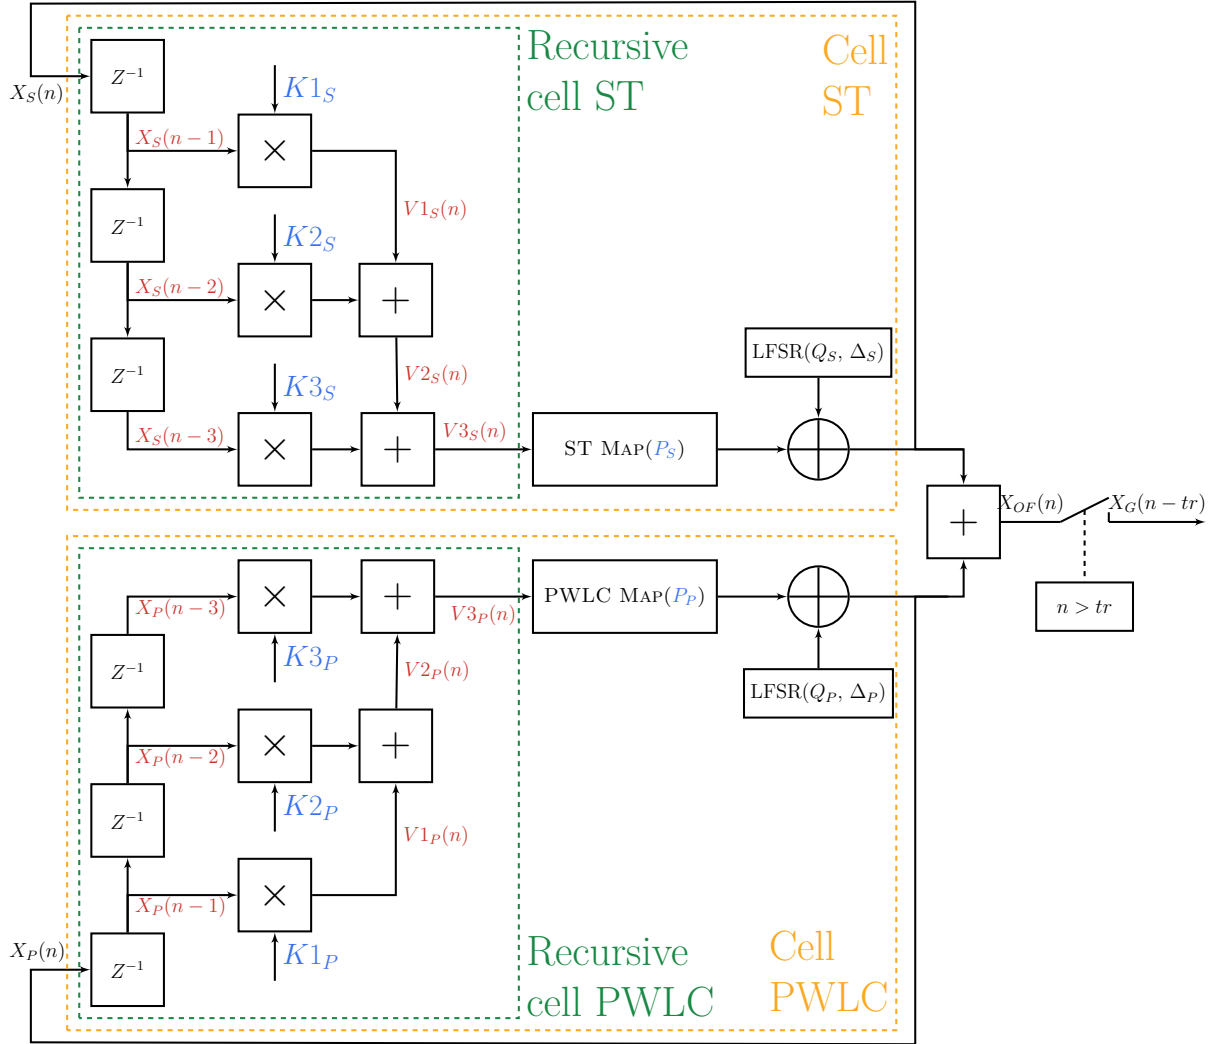 Recursive
cell ST
Cell
ST
X_S(n)
Z^{-1}
K1_S
X_S(n − 1)
×
V1_S(n)
Z^{-1}
K2_S
X_S(n − 2)
×
+
V2_S(n)
Z^{-1}
K3_S
X_S(n − 3)
×
+
V3_S(n)
ST MAP(P_S)
LFSR(Q_S, Δ_S)
+
X_{OF}(n)
X_G(n − tr)
n > tr
X_P(n − 3)
×
+
V3_P(n)
PWLC MAP(P_P)
Z^{-1}
K3_P
V2_P(n)
LFSR(Q_P, Δ_P)
X_P(n − 2)
×
+
Z^{-1}
K2_P
V1_P(n)
X_P(n − 1)
×
X_P(n)
Z^{-1}
K1_P
Recursive
cell PWLC
Cell
PWLC